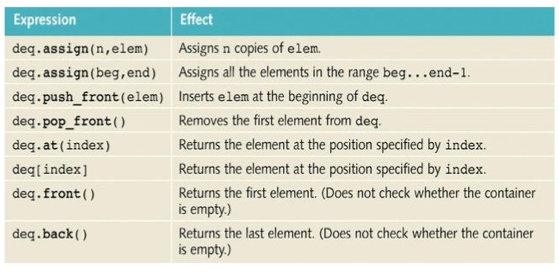 Expression Effect
deq.assign(n,elem) Assigns n copies of elem.
deq.assign(beg,end) Assigns all the elements in the range beg...end-1.
deq.push_front(elem) Inserts elem at the beginning of deq.
deq.pop_front() Removes the first element from deq.
deq.at(index) Returns the element at the position specified by index.
deq[index] Returns the element at the position specified by index.
deq.front() Returns the first element. (Does not check whether the container
is empty.)
deq.back() Returns the last element. (Does not check whether the container
is empty.)